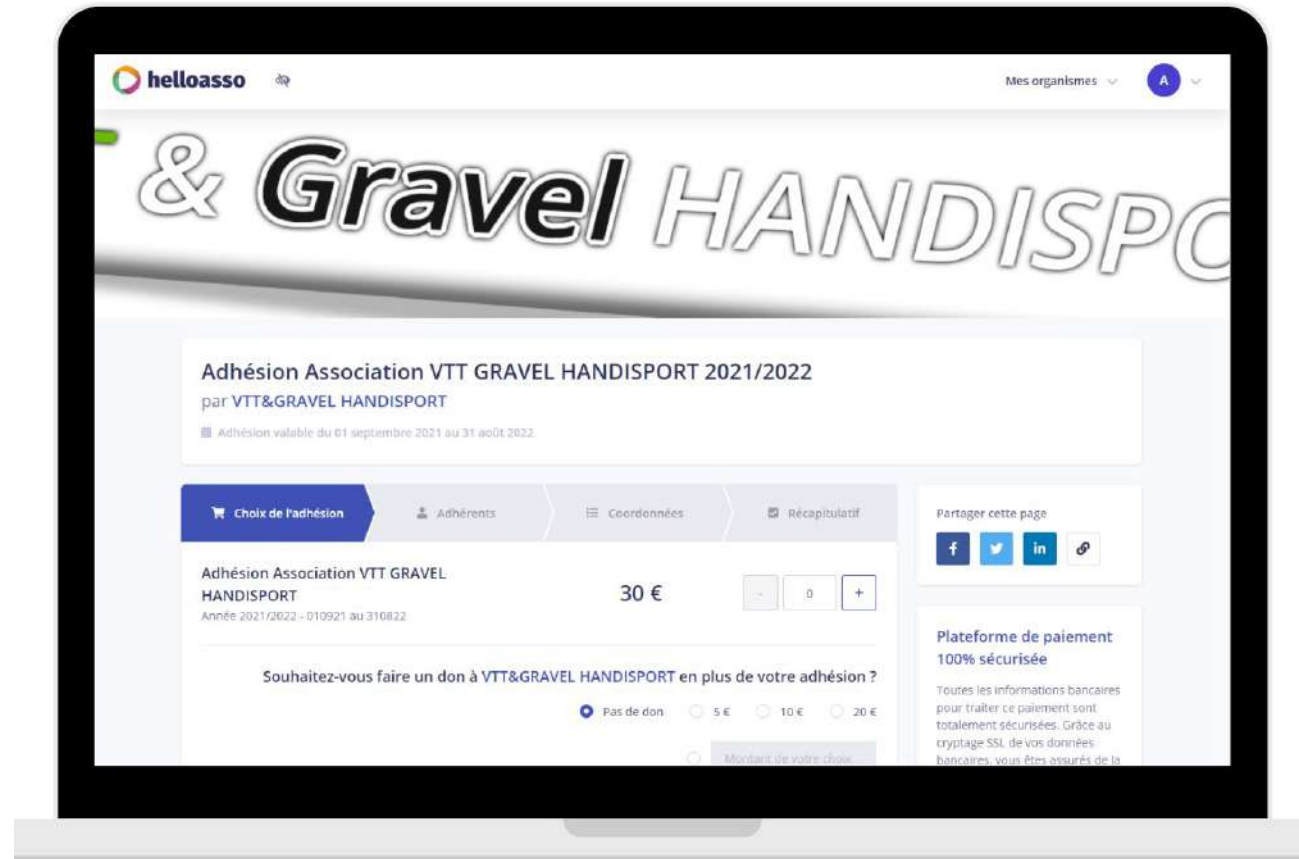 helloasso
Mes organismes
A
& Gravel HANDISPO
Adhésion Association VTT GRAVEL HANDISPORT 2021/2022
par VTT&GRAVEL HANDISPORT
Adhésion valable du 01 septembre 2021 au 31 août 2022
Choix de l'adhésion
Adhérents
Coordonnées
Récapitulatif
Adhésion Association VTT GRAVEL
HANDISPORT
Année 2021/2022 - 010921 au 310822
30 €
- 0 +
Souhaitez-vous faire un don à VTT&GRAVEL HANDISPORT en plus de votre adhésion ?
Pas de don 5 € 10 € 20 €
Montant de votre choix
Partager cette page
f in
Plateforme de paiement
100% sécurisée
Toutes les informations bancaires
pour traiter ce paiement sont
totalement sécurisées. Grâce au
cryptage SSL de vos données
bancaires, vous êtes assurés de la